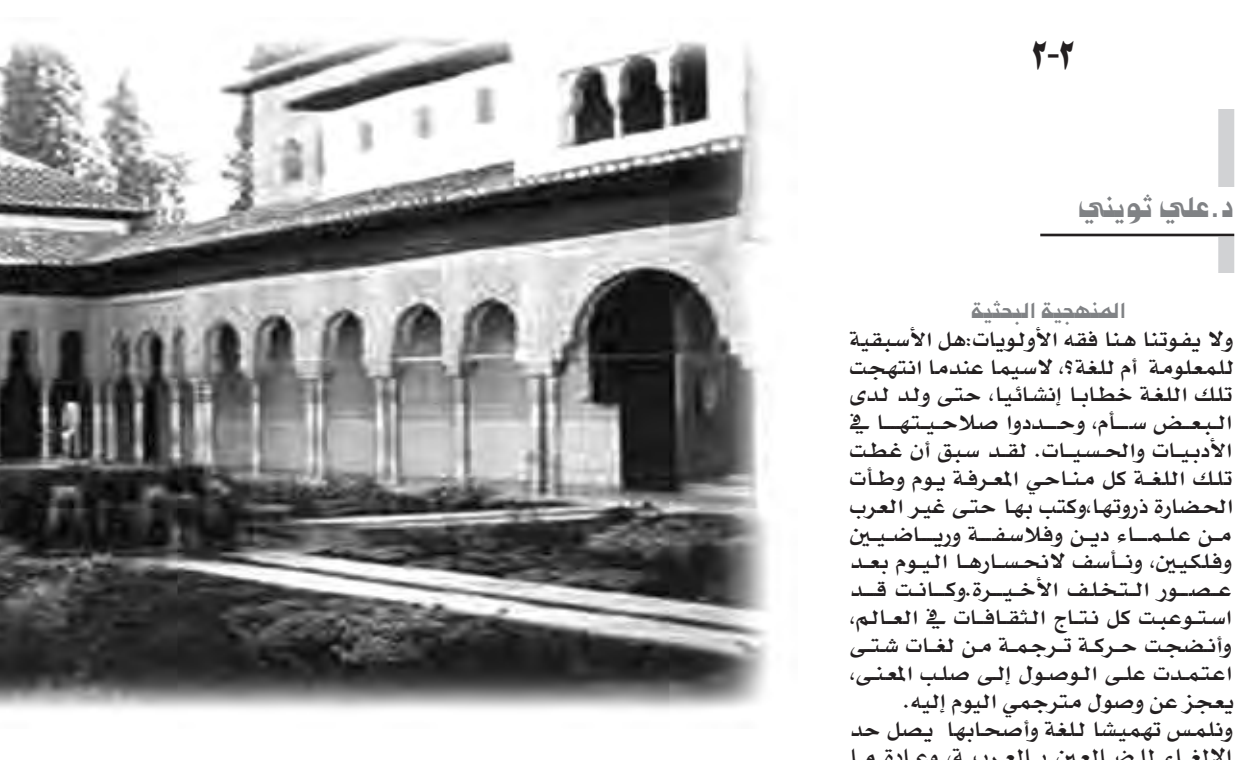 ٢-٢
د.علي ثويني
المنهجية البحثية
ولا يفوتنا هنا فقه الأولويات:هل الأسبقية
للمعلومة أم للغة؟، لاسيما عندما انتهجت
تلك اللغة خطابا إنشائيا، حتى ولد لدى
البعض سأم، وحددوا صلاحيتها في
الأدبيات والحسيات. لقد سبق أن غطت
تلك اللغة كل مناحي المعرفة يوم وطأت
الحضارة ذروتها،وكتب بها حتى غير العرب
من علماء دين وفلاسفة ورياضيين
وفلكيين، ونأسف لانحسارها اليوم بعد
عصور التخلف الأخيرة.وكانت قد
استوعبت كل نتاج الثقافات في العالم،
وأنضجت حركة ترجمة من لغات شتى
اعتمدت على الوصول إلى صلب المعنى،
يعجز عن وصول مترجمي اليوم إليه.
ونلمس تهميشا للغة وأصحابها يصل حد
الإلغاء للضالعين بالعربية، وعادة ما